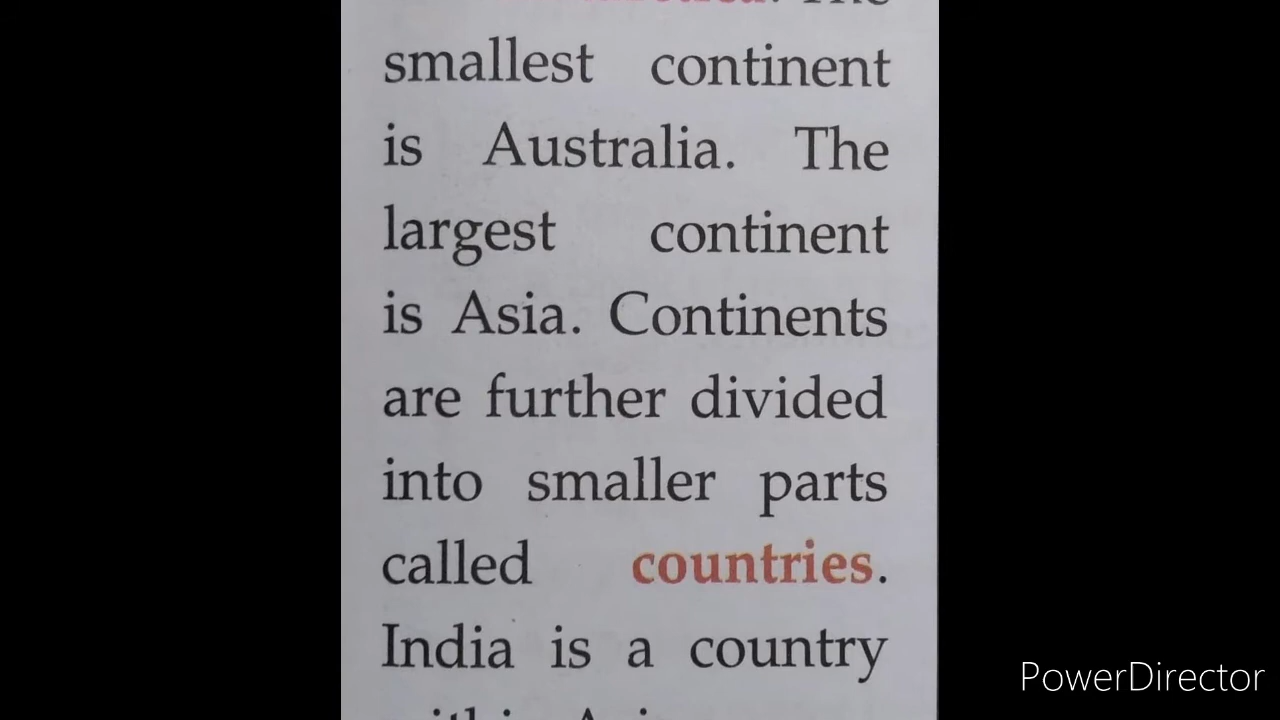 The
smallest continent
is Australia. The
largest continent
is Asia. Continents
are further divided
into smaller parts
called countries.
India is a country
PowerDirector